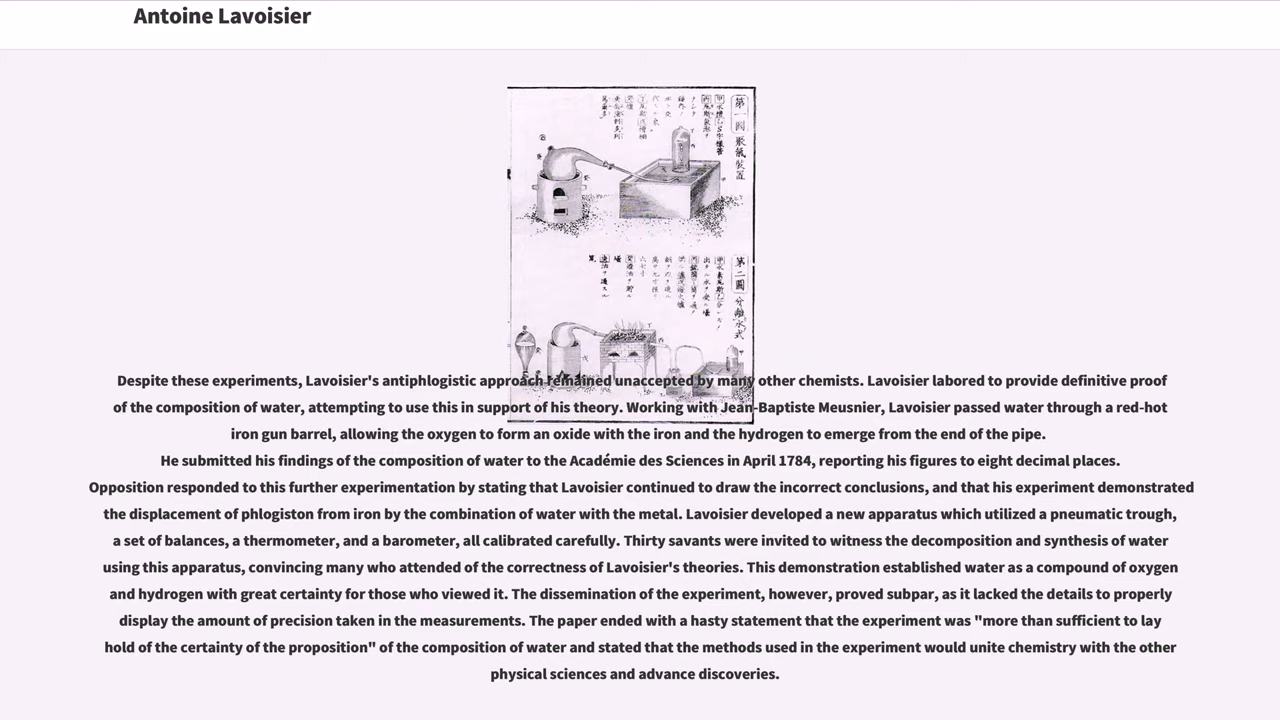 Antoine Lavoisier
第一圖 聚氣裝置
第二圖 分離水式
Despite these experiments, Lavoisier's antiphlogistic approach remained unaccepted by many other chemists. Lavoisier labored to provide definitive proof
of the composition of water, attempting to use this in support of his theory. Working with Jean-Baptiste Meusnier, Lavoisier passed water through a red-hot
iron gun barrel, allowing the oxygen to form an oxide with the iron and the hydrogen to emerge from the end of the pipe.
He submitted his findings of the composition of water to the Académie des Sciences in April 1784, reporting his figures to eight decimal places.
Opposition responded to this further experimentation by stating that Lavoisier continued to draw the incorrect conclusions, and that his experiment demonstrated
the displacement of phlogiston from iron by the combination of water with the metal. Lavoisier developed a new apparatus which utilized a pneumatic trough,
a set of balances, a thermometer, and a barometer, all calibrated carefully. Thirty savants were invited to witness the decomposition and synthesis of water
using this apparatus, convincing many who attended of the correctness of Lavoisier's theories. This demonstration established water as a compound of oxygen
and hydrogen with great certainty for those who viewed it. The dissemination of the experiment, however, proved subpar, as it lacked the details to properly
display the amount of precision taken in the measurements. The paper ended with a hasty statement that the experiment was "more than sufficient to lay
hold of the certainty of the proposition" of the composition of water and stated that the methods used in the experiment would unite chemistry with the other
physical sciences and advance discoveries.